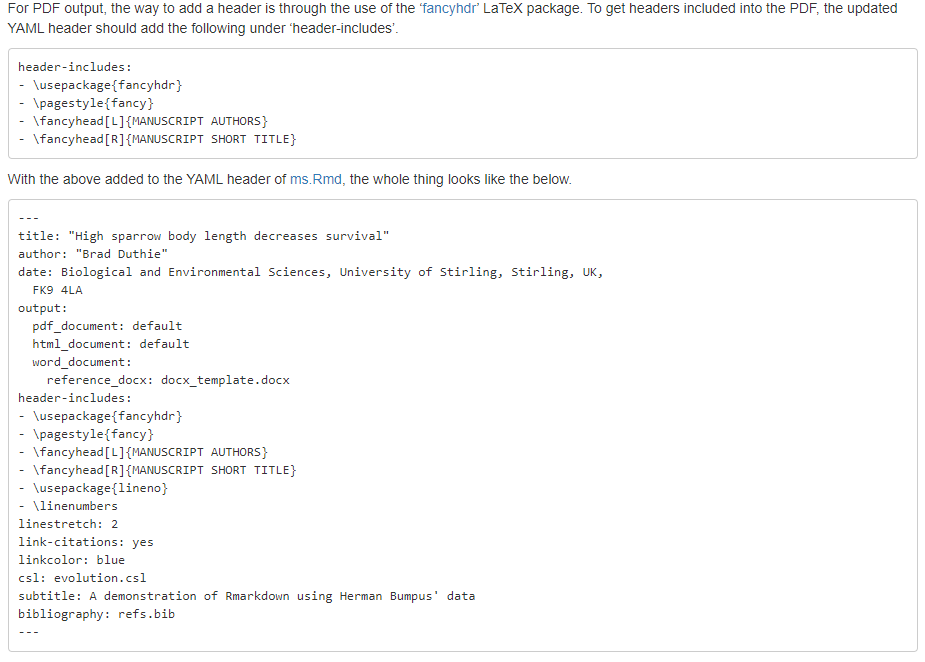 For PDF output, the way to add a header is through the use of the ‘fancyhdr’ LaTeX package. To get headers included into the PDF, the updated
YAML header should add the following under ‘header-includes’.
header-includes:
- \usepackage{fancyhdr}
- \pagestyle{fancy}
- \fancyhead[L]{MANUSCRIPT AUTHORS}
- \fancyhead[R]{MANUSCRIPT SHORT TITLE}
With the above added to the YAML header of ms.Rmd, the whole thing looks like the below.
---
title: "High sparrow body length decreases survival"
author: "Brad Duthie"
date: Biological and Environmental Sciences, University of Stirling, Stirling, UK,
  FK9 4LA
output:
  pdf_document: default
  html_document: default
  word_document:
    reference_docx: docx_template.docx
header-includes:
- \usepackage{fancyhdr}
- \pagestyle{fancy}
- \fancyhead[L]{MANUSCRIPT AUTHORS}
- \fancyhead[R]{MANUSCRIPT SHORT TITLE}
- \usepackage{lineno}
- \linenumbers
linestretch: 2
link-citations: yes
linkcolor: blue
csl: evolution.csl
subtitle: A demonstration of Rmarkdown using Herman Bumpus' data
bibliography: refs.bib
---